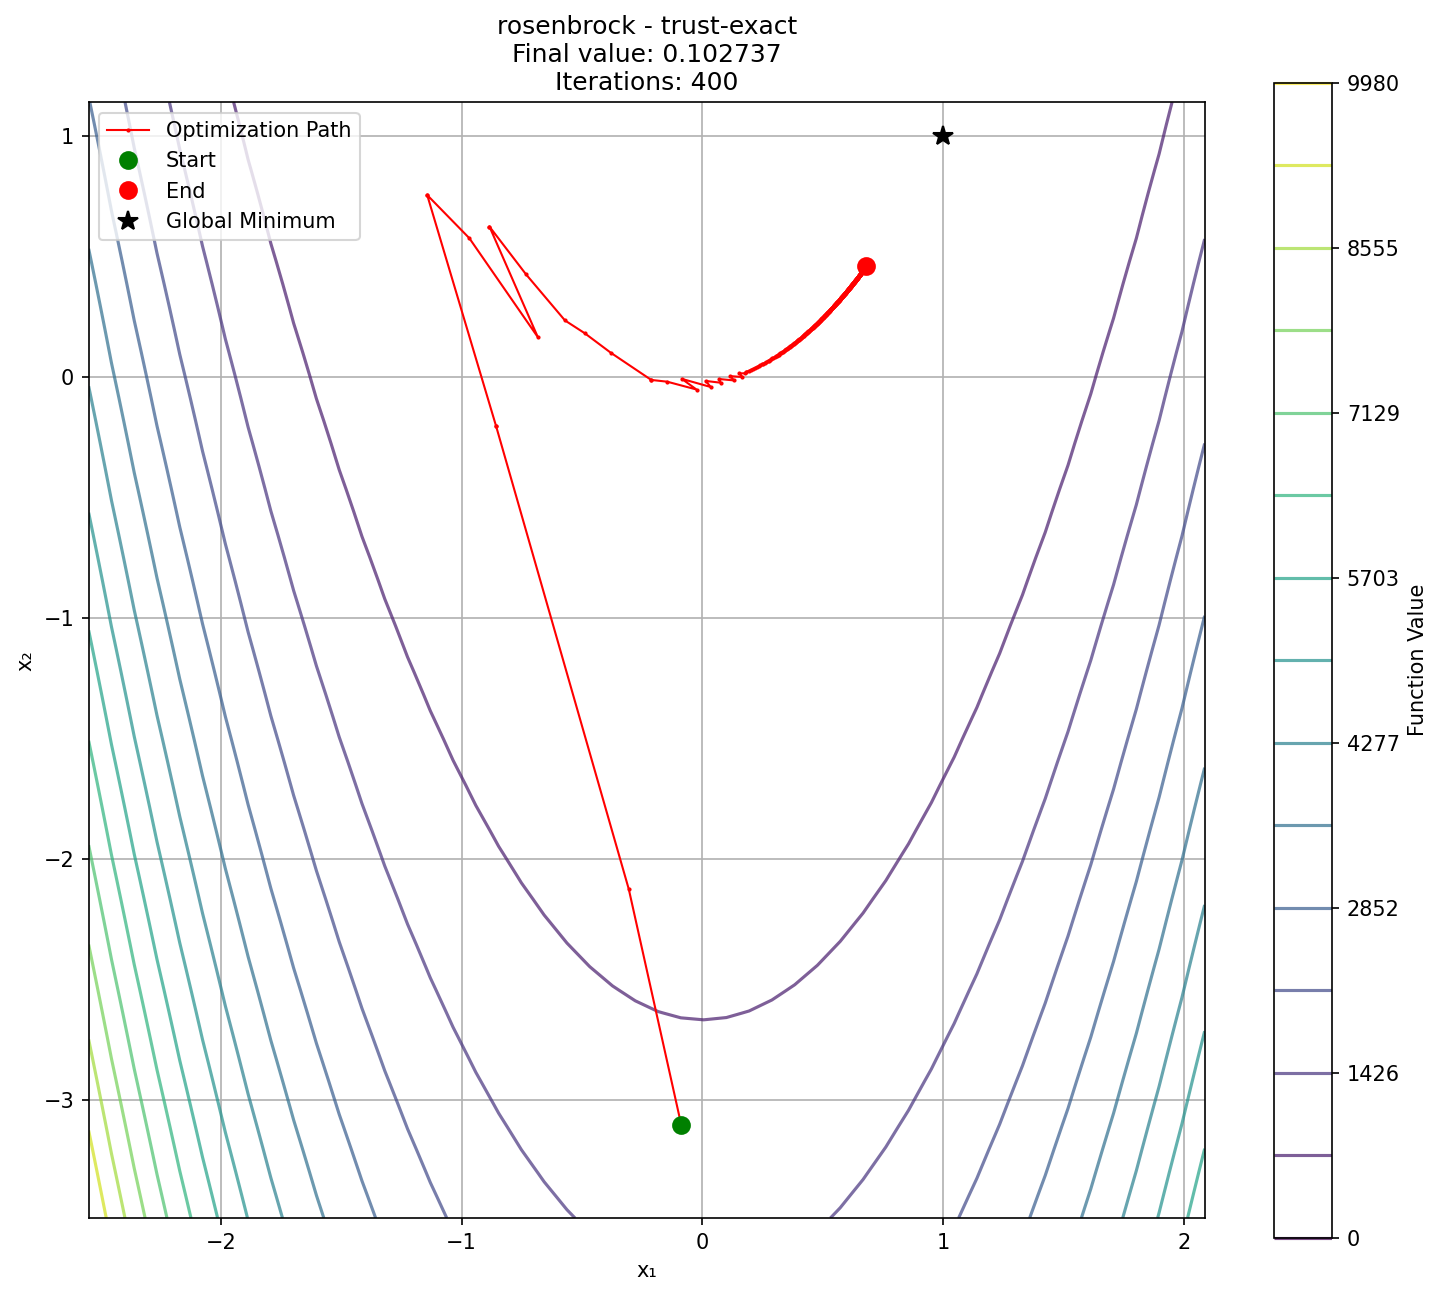 rosenbrock - trust-exact
Final value: 0.102737
Iterations: 400
Optimization Path
Start
End
Global Minimum
1
0
−1
−2
−3
x₂
−2
−1
0
1
2
x₁
9980
8555
7129
5703
4277
2852
1426
0
Function Value